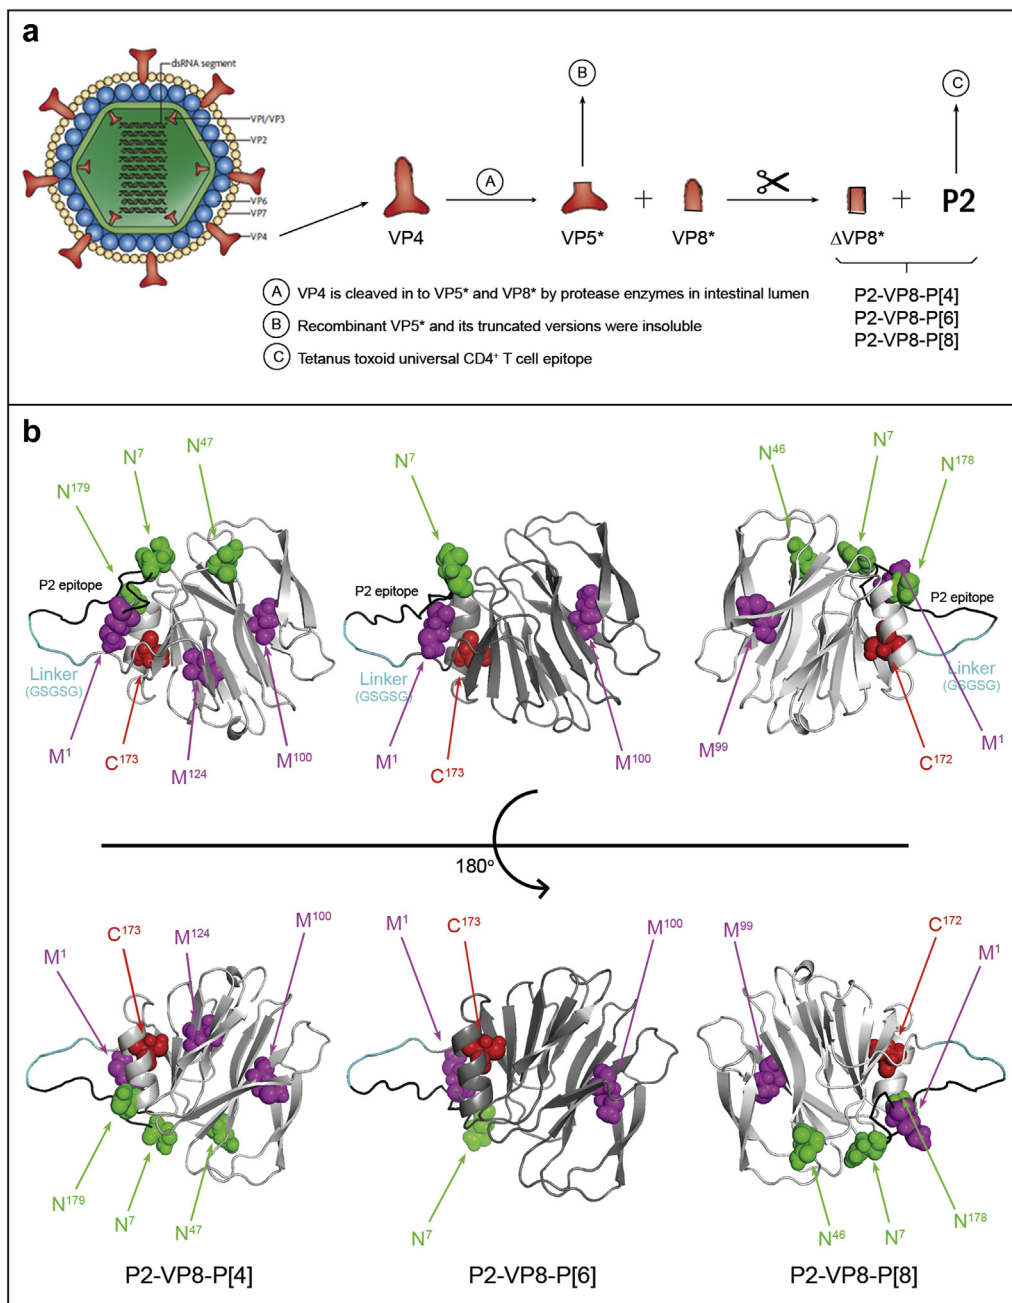 a
dsRNA segment
VP1/VP3
VP2
VP6
VP7
VP4
VP4
A
B
VP5*
+
VP8*
ΔVP8*
+
C
P2
P2-VP8-P[4]
P2-VP8-P[6]
P2-VP8-P[8]
A VP4 is cleaved in to VP5* and VP8* by protease enzymes in intestinal lumen
B Recombinant VP5* and its truncated versions were insoluble
C Tetanus toxoid universal CD4⁺ T cell epitope
b
N¹⁷⁹
N⁷
N⁴⁷
P2 epitope
Linker
(GSGSG)
M¹
C¹⁷³
M¹²⁴
M¹⁰⁰
N⁷
P2 epitope
Linker
(GSGSG)
M¹
C¹⁷³
M¹⁰⁰
N⁴⁶
N⁷
N¹⁷⁸
P2 epitope
Linker
(GSGSG)
M⁹⁹
C¹⁷²
M¹
180°
M¹
C¹⁷³
M¹²⁴
M¹⁰⁰
N¹⁷⁹
N⁷
N⁴⁷
M¹
C¹⁷³
M¹⁰⁰
N⁷
M⁹⁹
C¹⁷²
M¹
N⁴⁶
N⁷
N¹⁷⁸
P2-VP8-P[4]
P2-VP8-P[6]
P2-VP8-P[8]